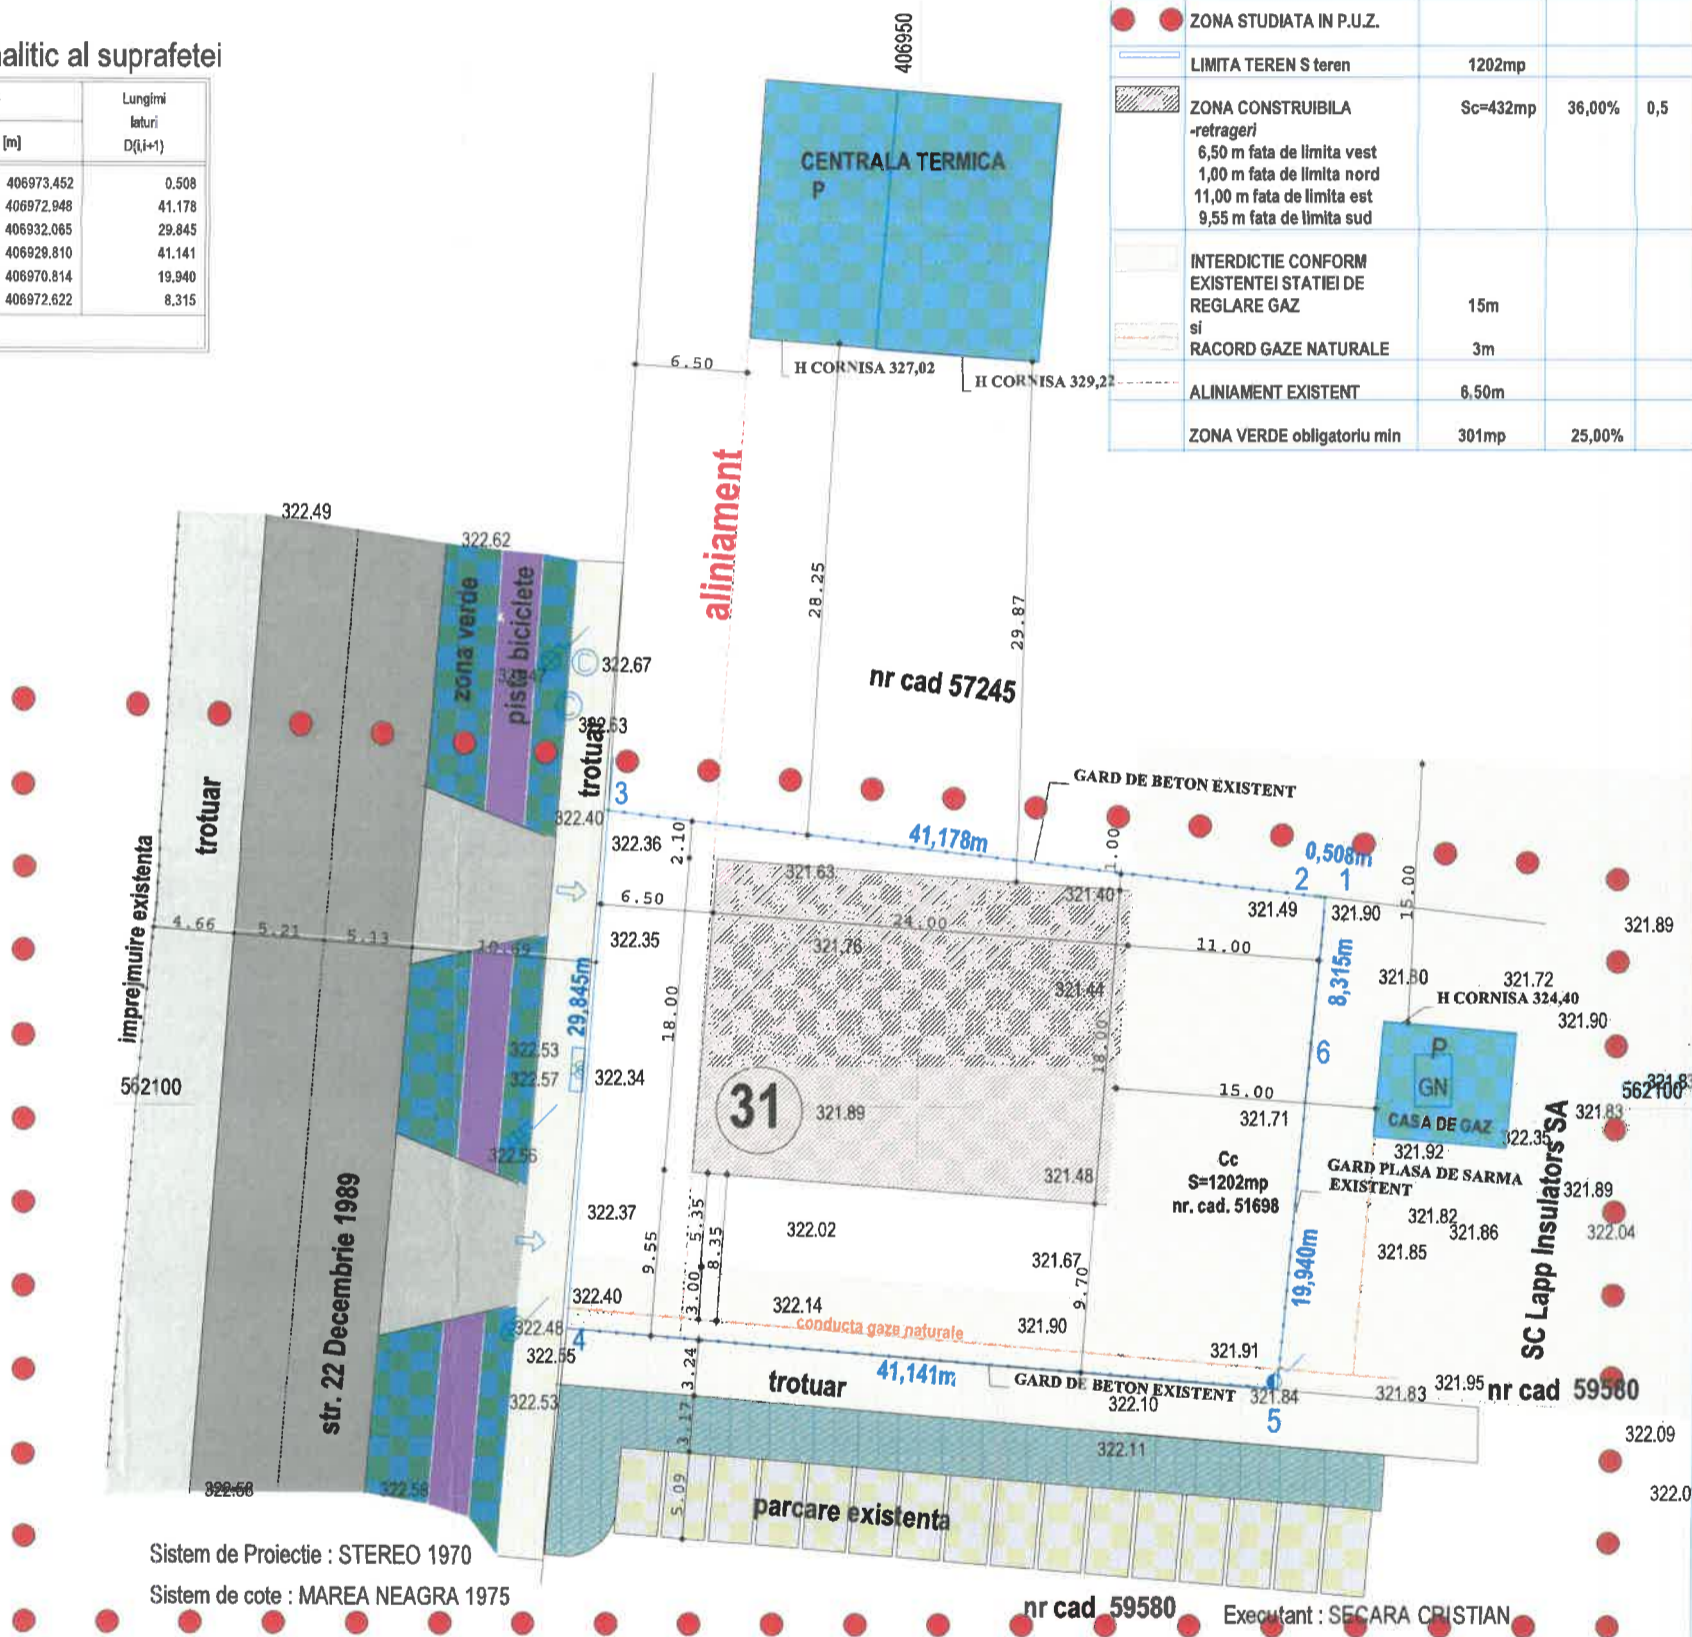 alitic al suprafetei
Lungimi
laturi
D(i,i+1)
[m]
406973.452 0.508
406972.948 41.178
406932.065 29.845
406929.810 41.141
406970.814 19.940
406972.622 8.315
406950
ZONA STUDIATA IN P.U.Z.
LIMITA TEREN S teren 1202mp
ZONA CONSTRUIBILA Sc=432mp 36,00% 0,5
-retrageri
6,50 m fata de limita vest
1,00 m fata de limita nord
11,00 m fata de limita est
9,55 m fata de limita sud
INTERDICTIE CONFORM
EXISTENTEI STATIEI DE
REGLARE GAZ 15m
si
RACORD GAZE NATURALE 3m
ALINIAMENT EXISTENT 6,50m
ZONA VERDE obligatoriu min 301mp 25,00%
CENTRALA TERMICA
P
6.50
H CORNISA 327,02
H CORNISA 329,22
aliniament
28.25
29.87
nr cad 57245
322.49
322.62
zona verde
pista biciclete
322.67
322.63
trotuar
trotuar
imprejmuire existenta
3
322.40
322.36
2.10
41,178m
GARD DE BETON EXISTENT
1.00
0,508m
2 1
15.00
321.63
321.40
321.49
321.90
321.89
4.66
5.21
5.13
10.59
6.50
24.00
11.00
322.35
321.76
321.44
8,315m
321.80
321.72
H CORNISA 324,40
321.90
29,845m
18.00
18.00
322.53
322.57
322.34
6
P
GN
CASA DE GAZ
562100
562100
321.83
321.83
31
321.89
15.00
321.71
322.35
321.92
322.56
321.48
Cc
S=1202mp
nr. cad. 51698
GARD PLASA DE SARMA
EXISTENT
321.89
SC Lapp Insulators SA
322.37
5.35
8.35
322.02
321.82
321.86
322.04
321.85
9.55
321.67
9.70
19,940m
str. 22 Decembrie 1989
322.40
3.00
322.14
conducta gaze naturale
321.90
321.91
322.48
4
322.55
3.24
41,141m
trotuar
GARD DE BETON EXISTENT
322.10
321.84
321.83
321.95
nr cad 59580
322.53
5
322.09
3.17
322.11
322.58
322.58
5.09
parcare existenta
322.0
Sistem de Proiectie : STEREO 1970
Sistem de cote : MAREA NEAGRA 1975
nr cad 59580
Executant : SECARA CRISTIAN